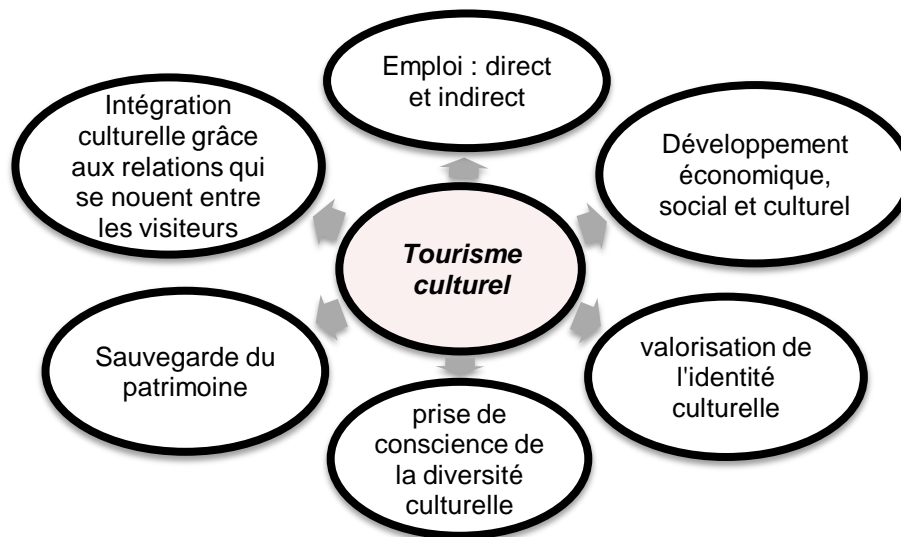 Emploi : direct
et indirect
Intégration
culturelle grâce
aux relations qui
se nouent entre
les visiteurs
Développement
économique,
social et culturel
Tourisme
culturel
Sauvegarde du
patrimoine
valorisation de
l'identité
culturelle
prise de
conscience de
la diversité
culturelle